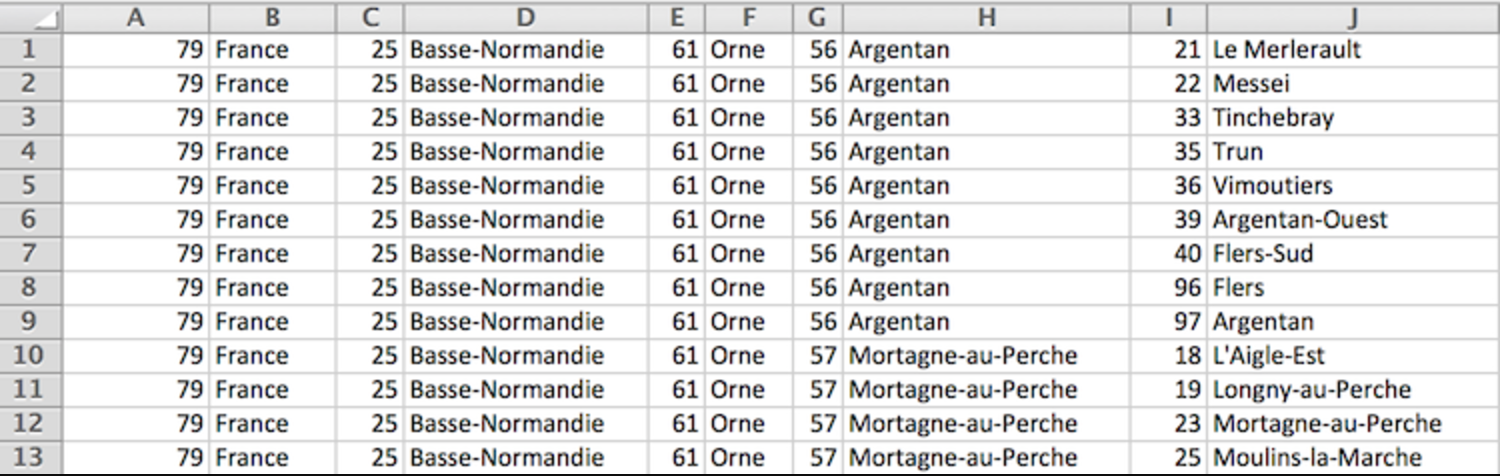 A B C D E F G H I J
1 79 France 25 Basse-Normandie 61 Orne 56 Argentan 21 Le Merlerault
2 79 France 25 Basse-Normandie 61 Orne 56 Argentan 22 Messei
3 79 France 25 Basse-Normandie 61 Orne 56 Argentan 33 Tinchebray
4 79 France 25 Basse-Normandie 61 Orne 56 Argentan 35 Trun
5 79 France 25 Basse-Normandie 61 Orne 56 Argentan 36 Vimoutiers
6 79 France 25 Basse-Normandie 61 Orne 56 Argentan 39 Argentan-Ouest
7 79 France 25 Basse-Normandie 61 Orne 56 Argentan 40 Flers-Sud
8 79 France 25 Basse-Normandie 61 Orne 56 Argentan 96 Flers
9 79 France 25 Basse-Normandie 61 Orne 56 Argentan 97 Argentan
10 79 France 25 Basse-Normandie 61 Orne 57 Mortagne-au-Perche 18 L'Aigle-Est
11 79 France 25 Basse-Normandie 61 Orne 57 Mortagne-au-Perche 19 Longny-au-Perche
12 79 France 25 Basse-Normandie 61 Orne 57 Mortagne-au-Perche 23 Mortagne-au-Perche
13 79 France 25 Basse-Normandie 61 Orne 57 Mortagne-au-Perche 25 Moulins-la-Marche